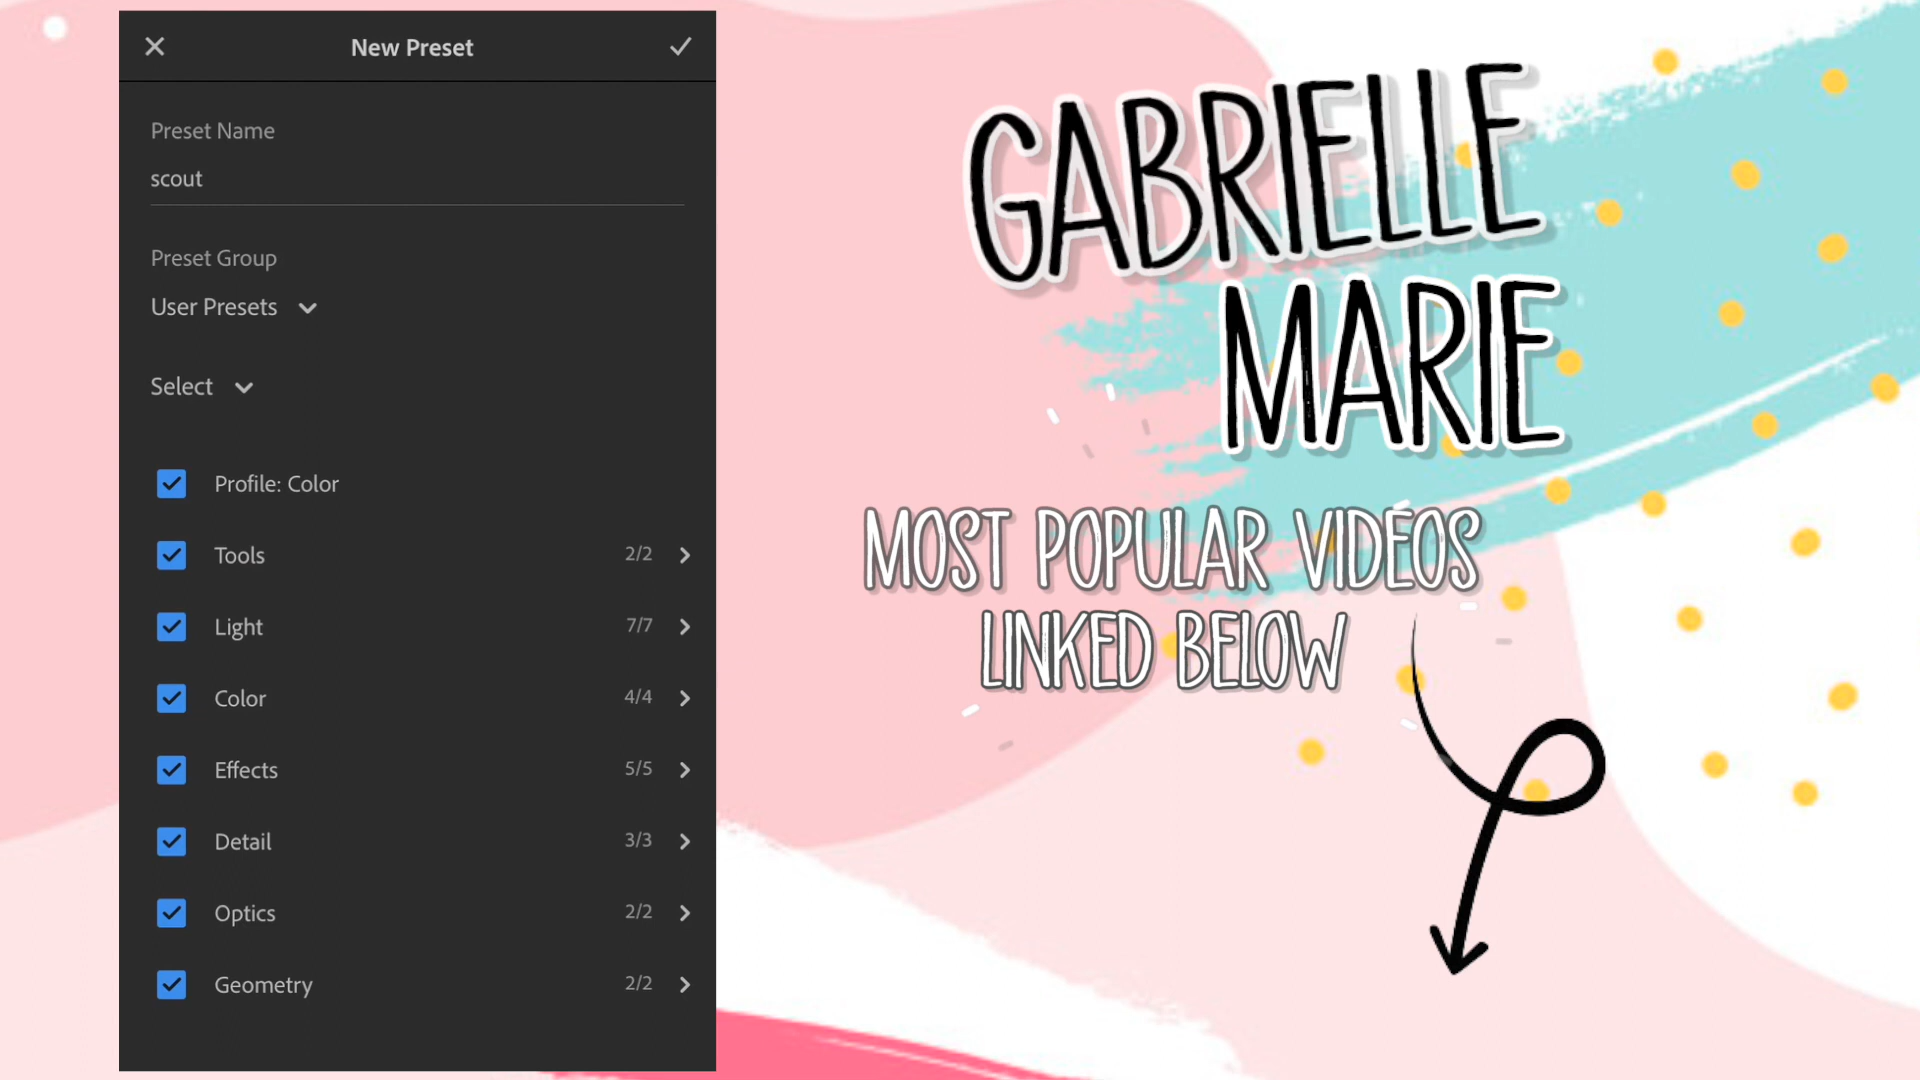 New Preset
Preset Name
scout
Preset Group
User Presets
Select
Profile: Color
Tools 2/2
Light 7/7
Color 4/4
Effects 5/5
Detail 3/3
Optics 2/2
Geometry 2/2
GABRIELLE
MARIE
MOST POPULAR VIDEOS
LINKED BELOW